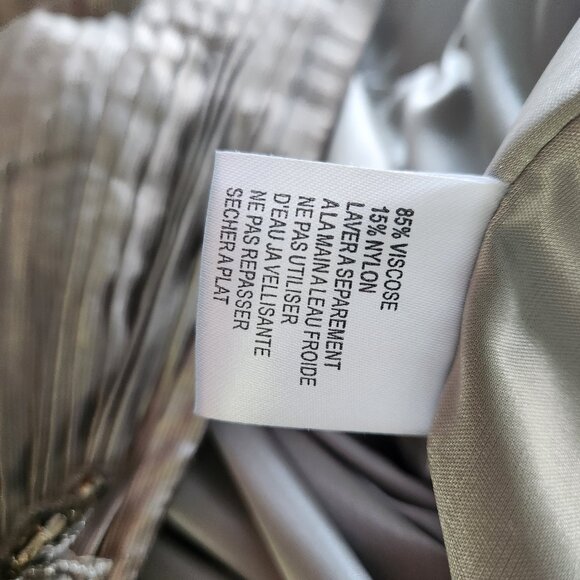 85% VISCOSE
15% NYLON
LAVER A SEPAREMENT
A LA MAIN A LEAU FROIDE
NE PAS UTILISER
D'EAU JAVELLISANTE
NE PAS REPASSER
SECHER A PLAT